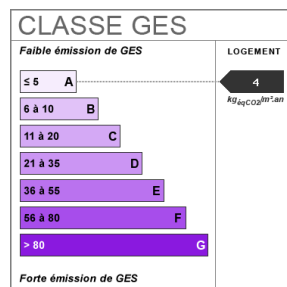 CLASSE GES
Faible émission de GES
LOGEMENT
≤ 5 A
4
kgéqCO2/m².an
6 à 10 B
11 à 20 C
21 à 35 D
36 à 55 E
56 à 80 F
> 80 G
Forte émission de GES